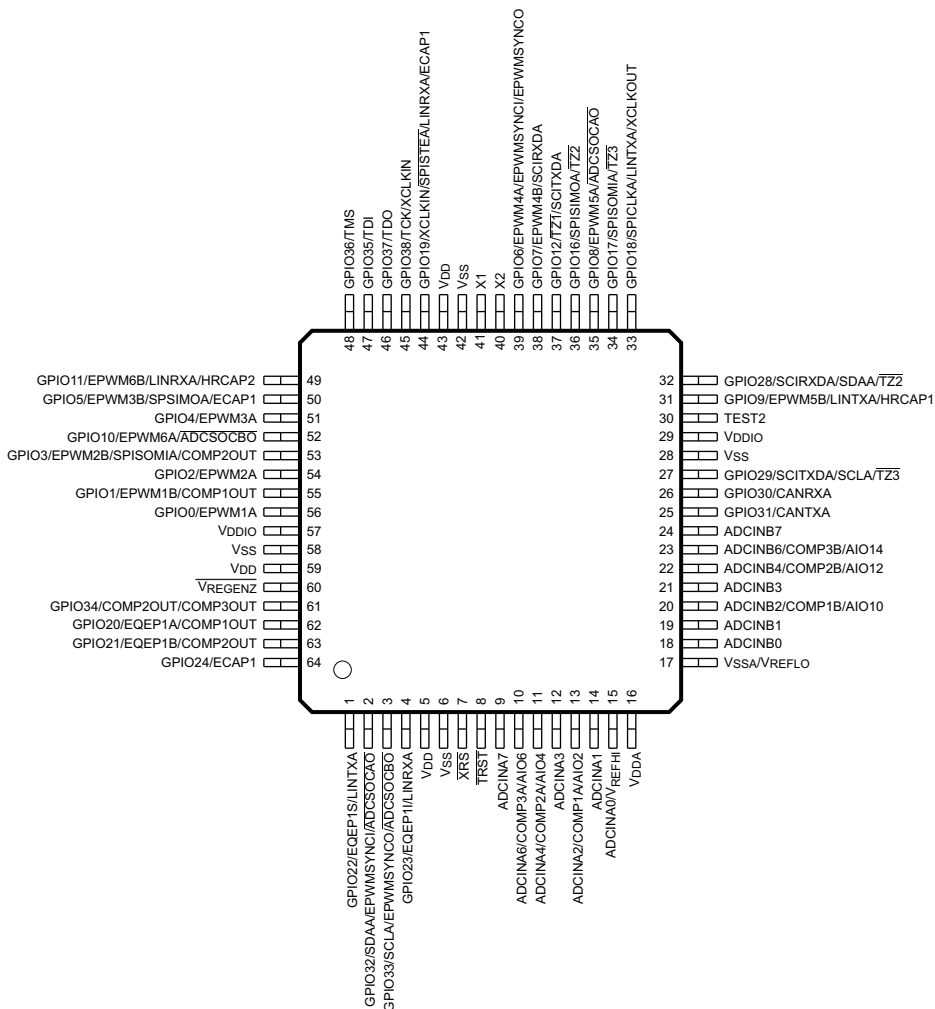 GPIO36/TMS
GPIO35/TDI
GPIO37/TDO
GPIO38/TCK/XCLKIN
GPIO19/XCLKIN/SPISTEA/LINRXA/ECAP1
VDD
VSS
X1
X2
GPIO6/EPWM4A/EPWMSYNCI/EPWMSYNCO
GPIO7/EPWM4B/SCIRXDA
GPIO12/TZ1/SCITXDA
GPIO16/SPISIMOA/TZ2
GPIO8/EPWM5A/ADCSOCAO
GPIO17/SPISOMIA/TZ3
GPIO18/SPICLKA/LINTXA/XCLKOUT
48
47
46
45
44
43
42
41
40
39
38
37
36
35
34
33
GPIO11/EPWM6B/LINRXA/HRCAP2 49
GPIO5/EPWM3B/SPSIMOA/ECAP1 50
GPIO4/EPWM3A 51
GPIO10/EPWM6A/ADCSOCBO 52
GPIO3/EPWM2B/SPISOMIA/COMP2OUT 53
GPIO2/EPWM2A 54
GPIO1/EPWM1B/COMP1OUT 55
GPIO0/EPWM1A 56
VDDIO 57
VSS 58
VDD 59
VREGENZ 60
GPIO34/COMP2OUT/COMP3OUT 61
GPIO20/EQEP1A/COMP1OUT 62
GPIO21/EQEP1B/COMP2OUT 63
GPIO24/ECAP1 64
32 GPIO28/SCIRXDA/SDAA/TZ2
31 GPIO9/EPWM5B/LINTXA/HRCAP1
30 TEST2
29 VDDIO
28 VSS
27 GPIO29/SCITXDA/SCLA/TZ3
26 GPIO30/CANRXA
25 GPIO31/CANTXA
24 ADCINB7
23 ADCINB6/COMP3B/AIO14
22 ADCINB4/COMP2B/AIO12
21 ADCINB3
20 ADCINB2/COMP1B/AIO10
19 ADCINB1
18 ADCINB0
17 VSSA/VREFLO
1
2
3
4
5
6
7
8
9
10
11
12
13
14
15
16
GPIO22/EQEP1S/LINTXA
GPIO32/SDAA/EPWMSYNCI/ADCSOCAO
GPIO33/SCLA/EPWMSYNCO/ADCSOCBO
GPIO23/EQEP1I/LINRXA
VDD
VSS
XRS
TRST
ADCINA7
ADCINA6/COMP3A/AIO6
ADCINA4/COMP2A/AIO4
ADCINA3
ADCINA2/COMP1A/AIO2
ADCINA1
ADCINA0/VREFHI
VDDA